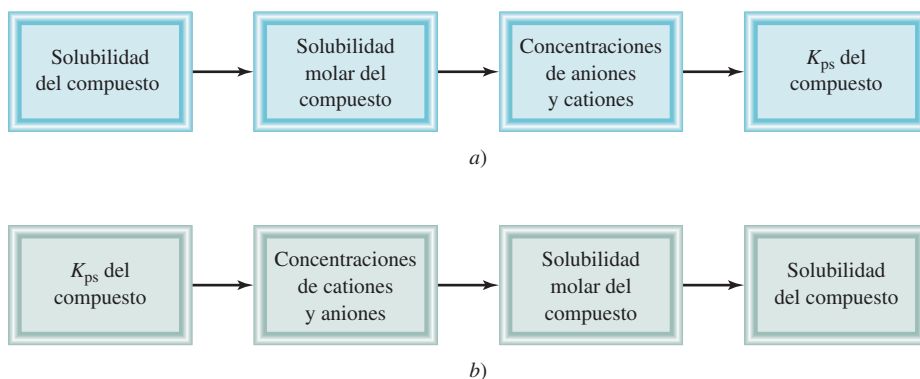 Solubilidad
del compuesto
Solubilidad
molar del
compuesto
Concentraciones
de aniones
y cationes
Kps del
compuesto
a)
Kps del
compuesto
Concentraciones
de cationes
y aniones
Solubilidad
molar del
compuesto
Solubilidad
del compuesto
b)